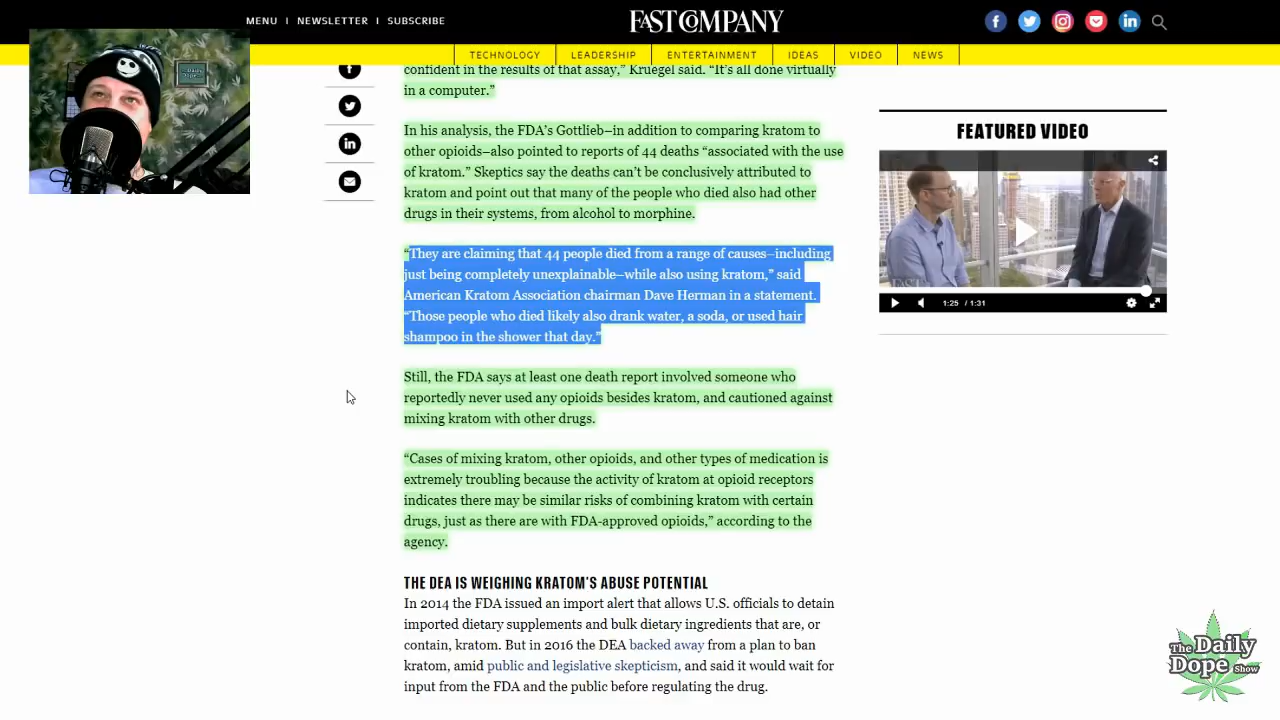 MENU | NEWSLETTER | SUBSCRIBE
FAST COMPANY
TECHNOLOGY
LEADERSHIP
ENTERTAINMENT
IDEAS
VIDEO
NEWS
confident in the results of that assay,” Kruegel said. “It’s all done virtually
in a computer.”
In his analysis, the FDA’s Gottlieb–in addition to comparing kratom to
other opioids–also pointed to reports of 44 deaths “associated with the use
of kratom.” Skeptics say the deaths can’t be conclusively attributed to
kratom and point out that many of the people who died also had other
drugs in their systems, from alcohol to morphine.
“They are claiming that 44 people died from a range of causes–including
just being completely unexplainable–while also using kratom,” said
American Kratom Association chairman Dave Herman in a statement.
“Those people who died likely also drank water, a soda, or used hair
shampoo in the shower that day.”
Still, the FDA says at least one death report involved someone who
reportedly never used any opioids besides kratom, and cautioned against
mixing kratom with other drugs.
“Cases of mixing kratom, other opioids, and other types of medication is
extremely troubling because the activity of kratom at opioid receptors
indicates there may be similar risks of combining kratom with certain
drugs, just as there are with FDA-approved opioids,” according to the
agency.
THE DEA IS WEIGHING KRATOM’S ABUSE POTENTIAL
In 2014 the FDA issued an import alert that allows U.S. officials to detain
imported dietary supplements and bulk dietary ingredients that are, or
contain, kratom. But in 2016 the DEA backed away from a plan to ban
kratom, amid public and legislative skepticism, and said it would wait for
input from the FDA and the public before regulating the drug.
FEATURED VIDEO
1:25 / 1:31
The Daily
Dope Show